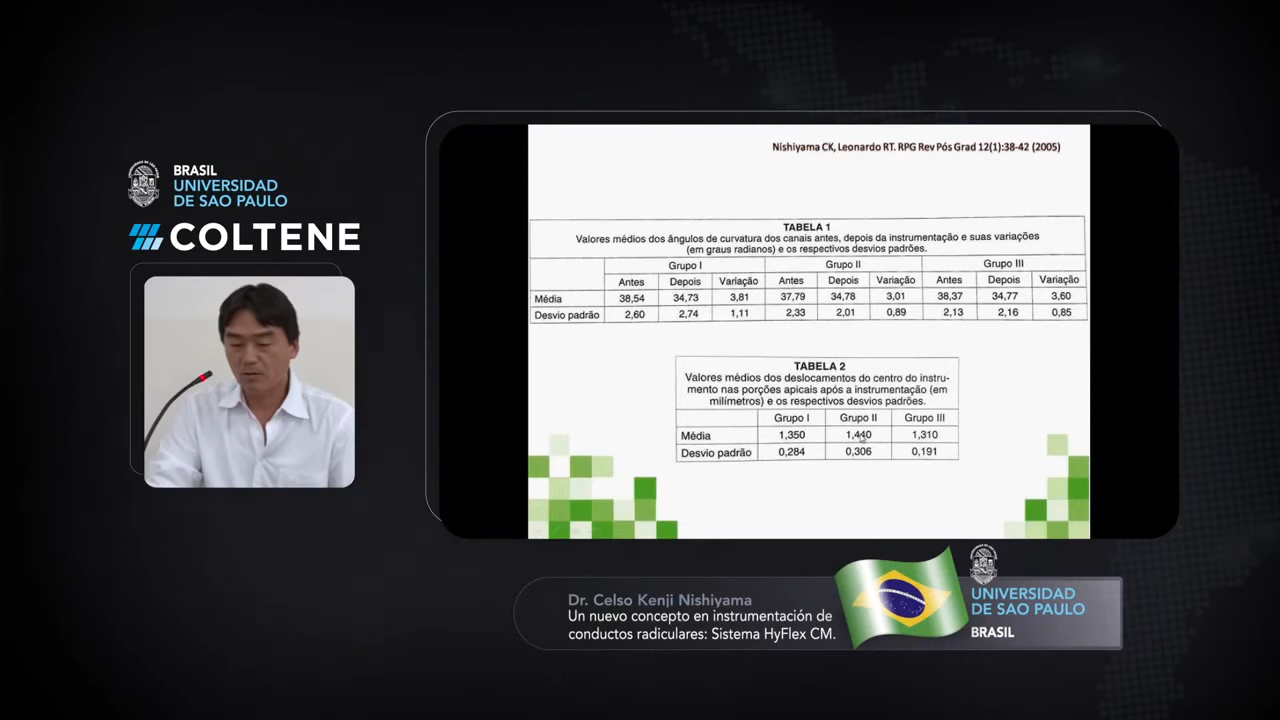 BRASIL
UNIVERSIDAD
DE SAO PAULO
COLTENE
Nishiyama CK, Leonardo RT. RPG Rev Pós Grad 12(1):38-42 (2005)
TABELA 1
Valores médios dos ângulos de curvatura dos canais antes, depois da instrumentação e suas variações
(em graus radianos) e os respectivos desvios padrões.
Grupo I Grupo II Grupo III
Antes Depois Variação Antes Depois Variação Antes Depois Variação
Média 38,54 34,73 3,81 37,79 34,78 3,01 38,37 34,77 3,60
Desvio padrão 2,60 2,74 1,11 2,33 2,01 0,89 2,13 2,16 0,85
TABELA 2
Valores médios dos deslocamentos do centro do instru-
mento nas porções apicais após a instrumentação (em
milímetros) e os respectivos desvios padrões.
Grupo I Grupo II Grupo III
Média 1,350 1,440 1,310
Desvio padrão 0,284 0,306 0,191
Dr. Celso Kenji Nishiyama
Un nuevo concepto en instrumentación de
conductos radiculares: Sistema HyFlex CM.
UNIVERSIDAD
DE SAO PAULO
BRASIL